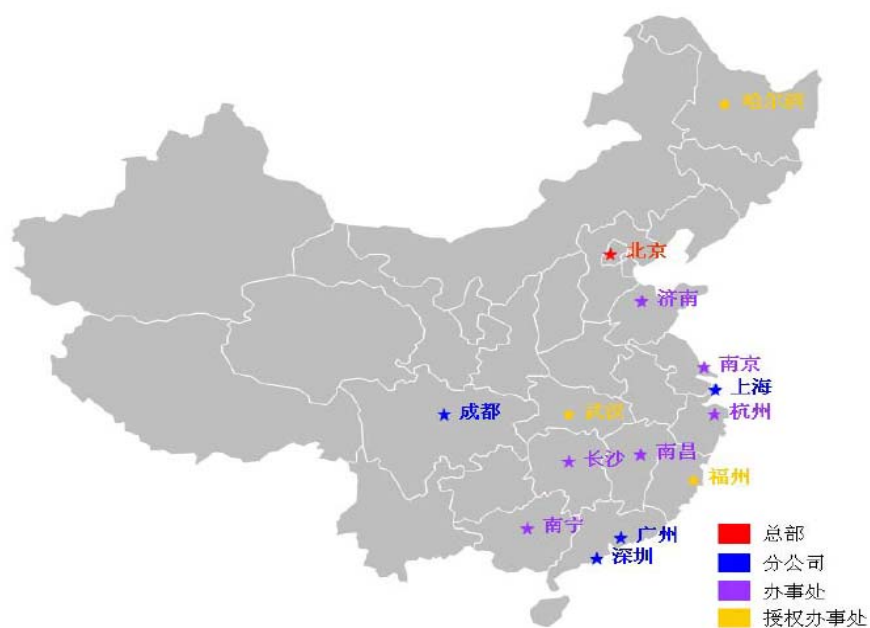 哈尔滨
北京
济南
南京
上海
成都
武汉
杭州
长沙
南昌
福州
南宁
广州
深圳
总部
分公司
办事处
授权办事处